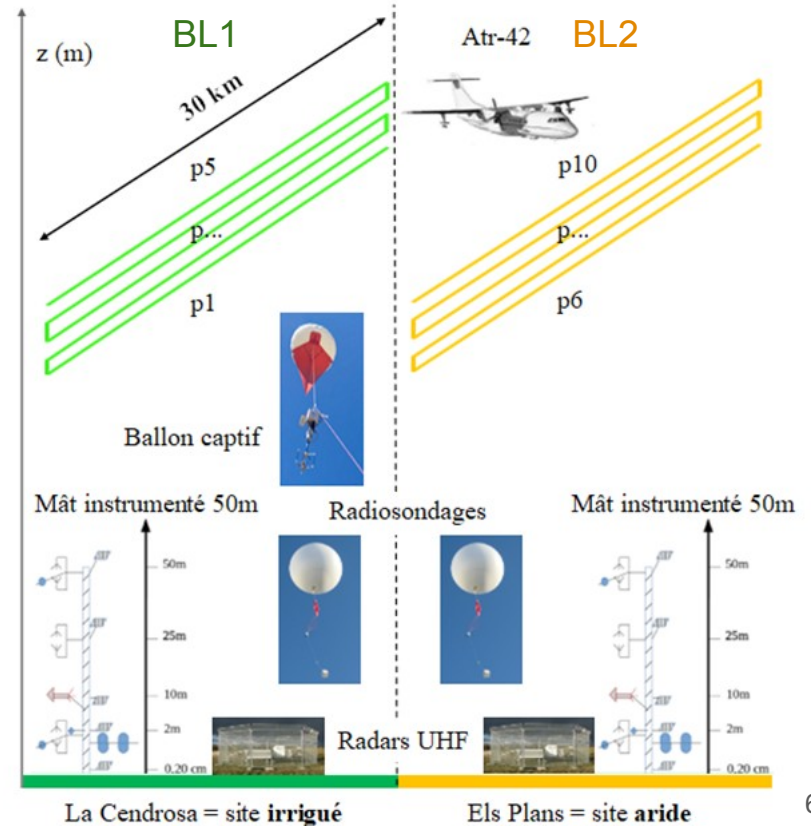 BL1
Atr-42
BL2
z (m)
30 km
p5
p10
p...
p...
p1
p6
Ballon captif
Mât instrumenté 50m
Radiosondages
Mât instrumenté 50m
50m
25m
10m
2m
0,20 cm
50m
25m
10m
2m
0,20 cm
Radars UHF
La Cendrosa = site irrigué
Els Plans = site aride
6